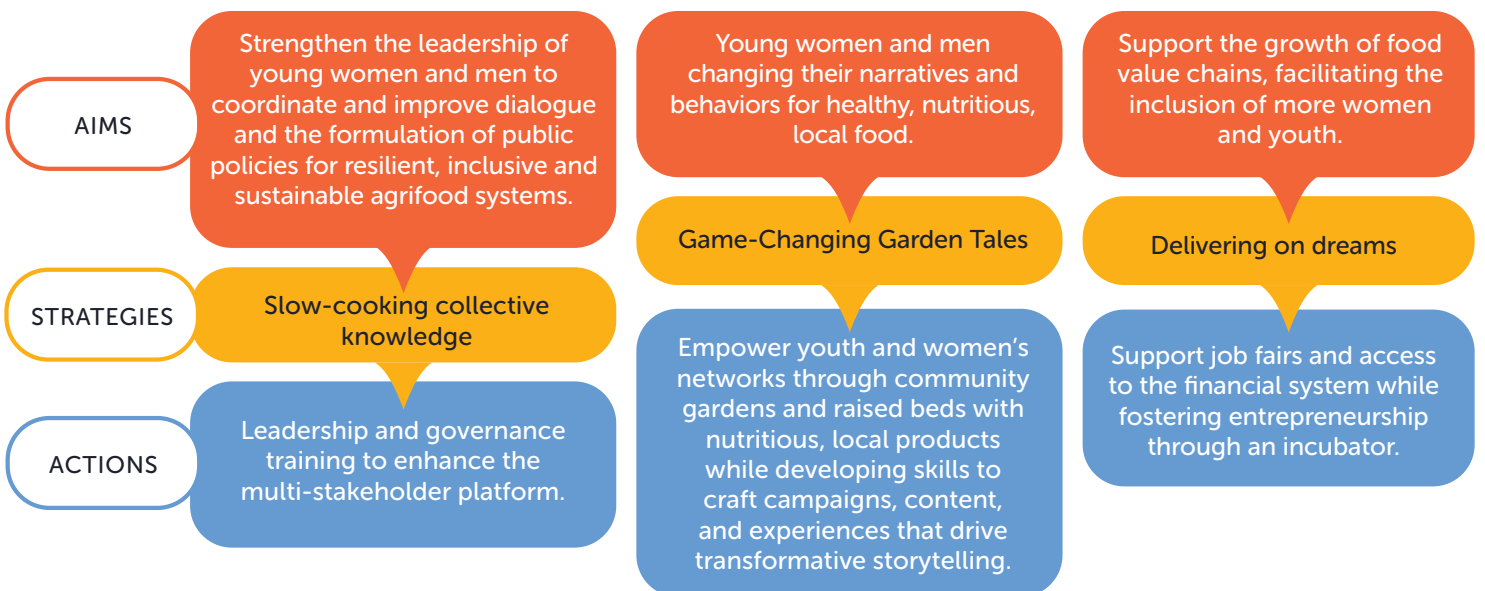 AIMS
Strengthen the leadership of
young women and men to
coordinate and improve dialogue
and the formulation of public
policies for resilient, inclusive and
sustainable agrifood systems.
Young women and men
changing their narratives and
behaviors for healthy, nutritious,
local food.
Support the growth of food
value chains, facilitating the
inclusion of more women
and youth.
STRATEGIES
Slow-cooking collective
knowledge
Game-Changing Garden Tales
Delivering on dreams
ACTIONS
Leadership and governance
training to enhance the
multi-stakeholder platform.
Empower youth and women’s
networks through community
gardens and raised beds with
nutritious, local products
while developing skills to
craft campaigns, content,
and experiences that drive
transformative storytelling.
Support job fairs and access
to the financial system while
fostering entrepreneurship
through an incubator.